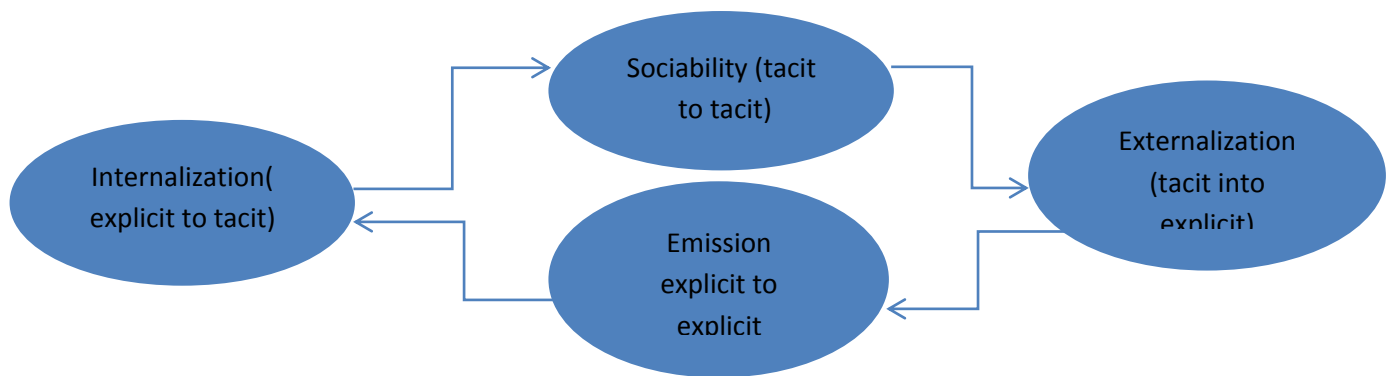 Sociability (tacit
to tacit)
Externalization
(tacit into
explicit)
Internalization(
explicit to tacit)
Emission
explicit to
explicit